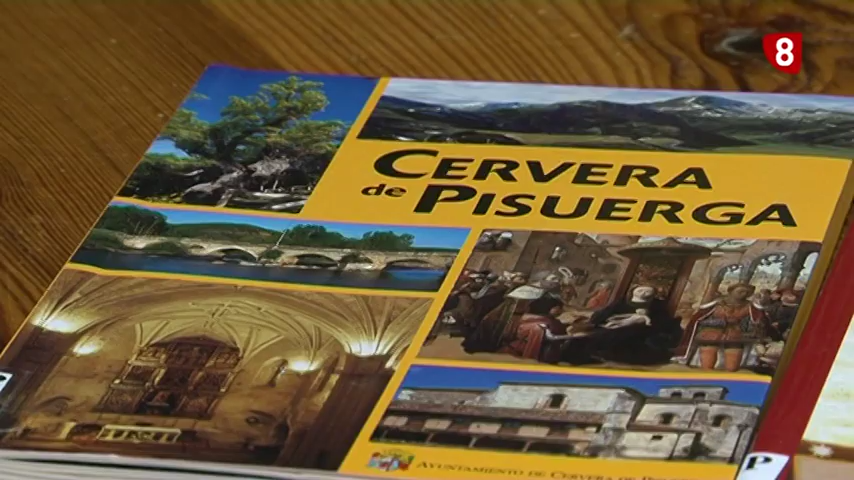 8
CERVERA
de PISUERGA
AYUNTAMIENTO DE CERVERA DE
P